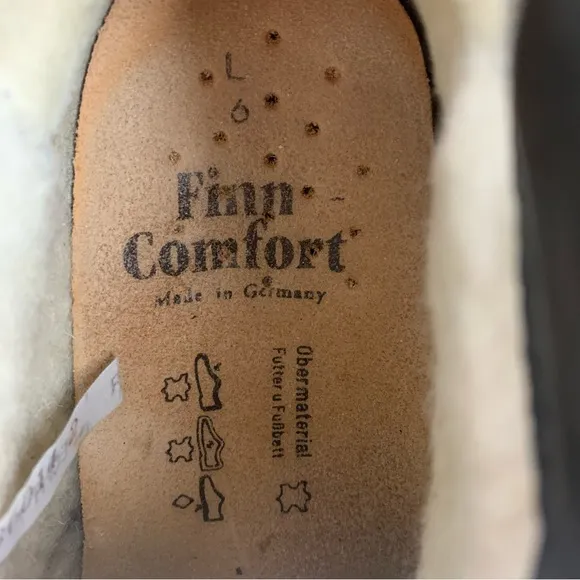 L
6
Finn
Comfort
Made in Germany
Obermaterial
Futter u Fußbett